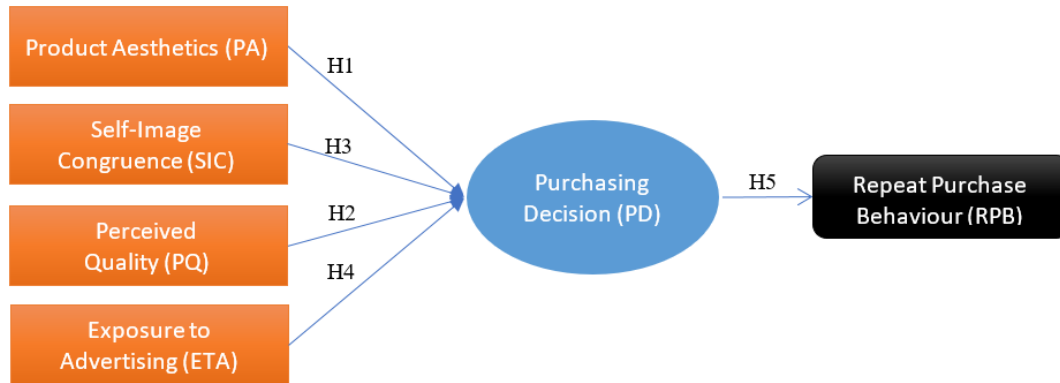 Product Aesthetics (PA)
H1
Self-Image
Congruence (SIC)
H3
Perceived
Quality (PQ)
H2
Exposure to
Advertising (ETA)
H4
Purchasing
Decision (PD)
H5
Repeat Purchase
Behaviour (RPB)